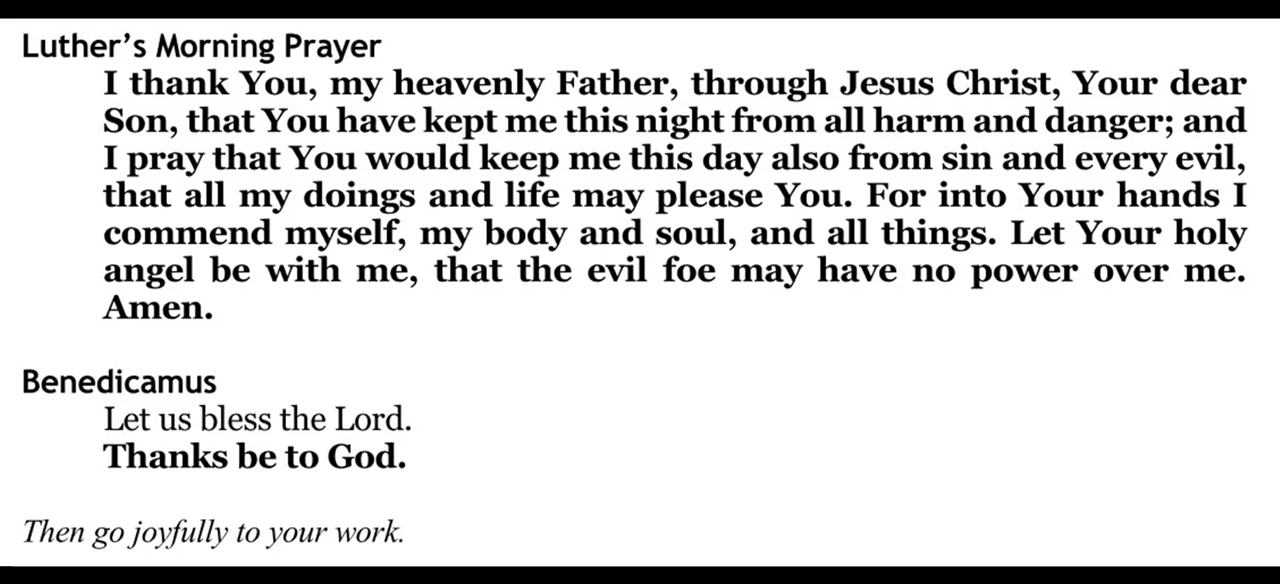 Luther’s Morning Prayer
I thank You, my heavenly Father, through Jesus Christ, Your dear
Son, that You have kept me this night from all harm and danger; and
I pray that You would keep me this day also from sin and every evil,
that all my doings and life may please You. For into Your hands I
commend myself, my body and soul, and all things. Let Your holy
angel be with me, that the evil foe may have no power over me.
Amen.
Benedicamus
Let us bless the Lord.
Thanks be to God.
Then go joyfully to your work.